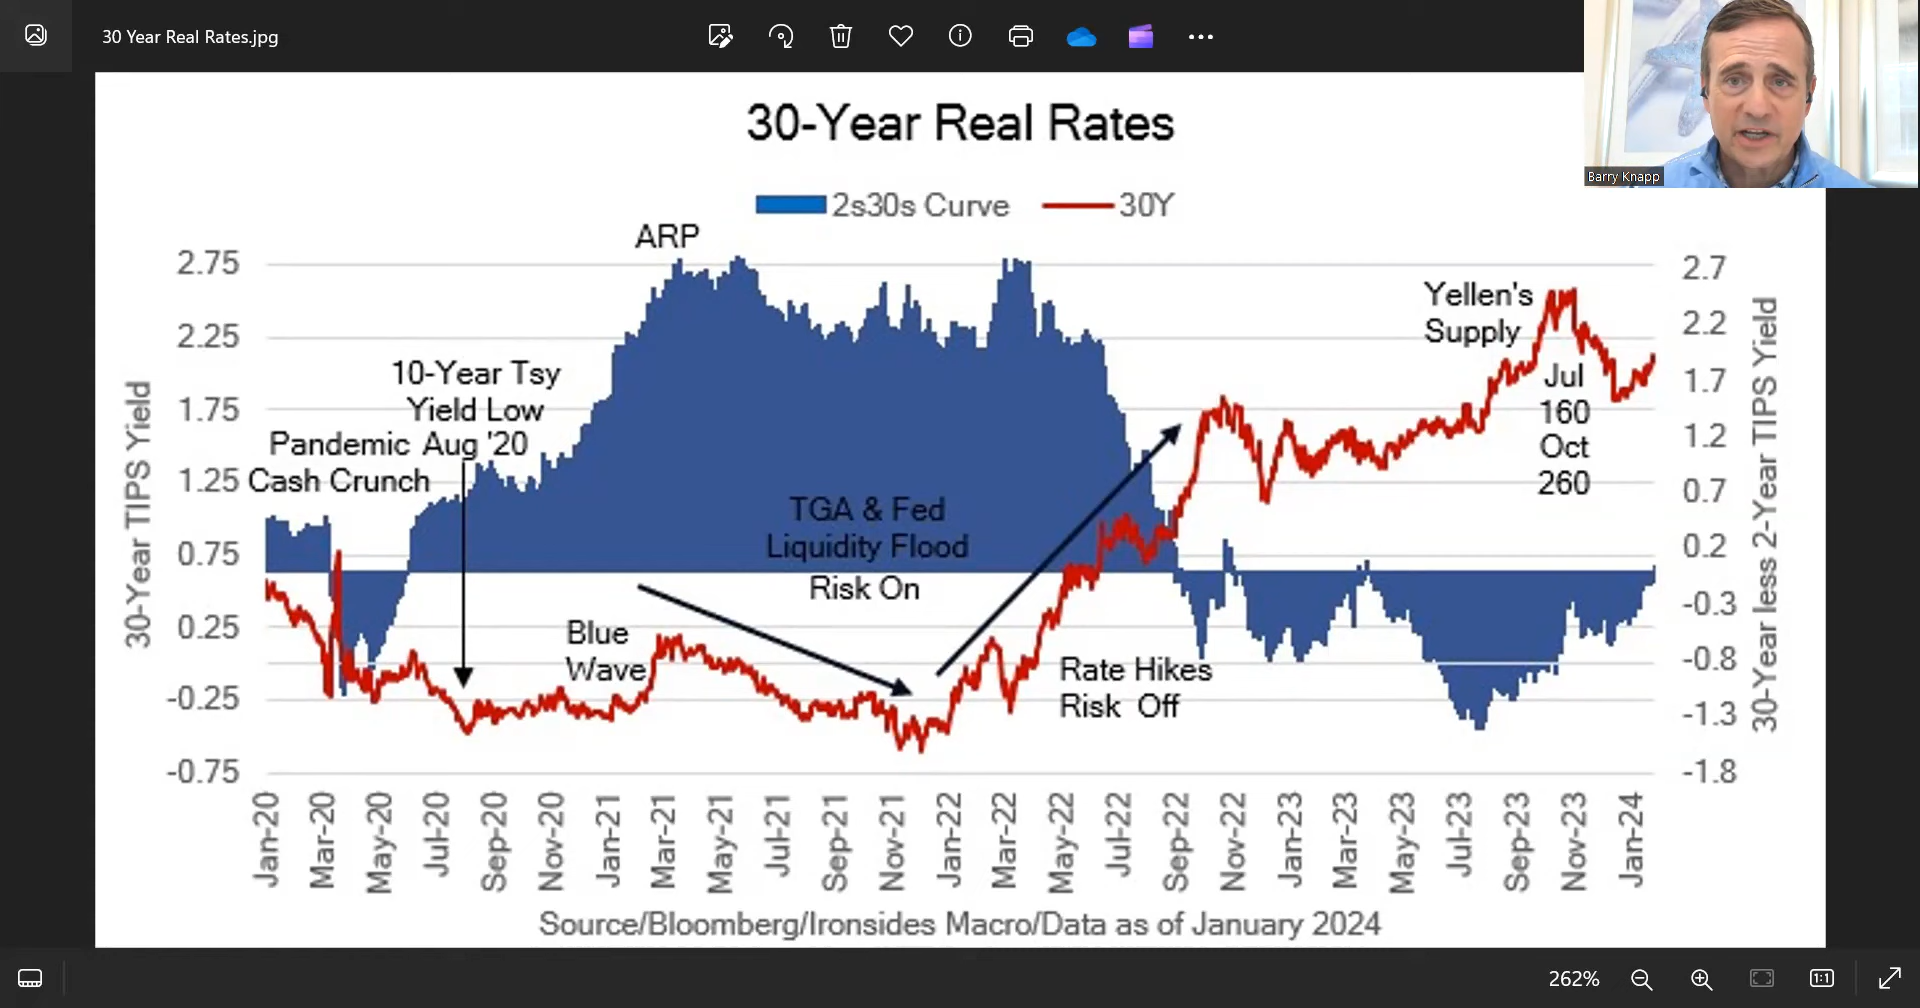 30 Year Real Rates.jpg
Barry Knapp
30-Year Real Rates
2s30s Curve
30Y
ARP
2.75
2.25
1.75
1.25
0.75
0.25
-0.25
-0.75
30-Year TIPS Yield
2.7
2.2
1.7
1.2
0.7
0.2
-0.3
-0.8
-1.3
-1.8
30-Year less 2-Year TIPS Yield
10-Year Tsy
Yield Low
Aug '20
Pandemic
Cash Crunch
TGA & Fed
Liquidity Flood
Risk On
Blue
Wave
Rate Hikes
Risk Off
Yellen's
Supply
Jul
160
Oct
260
Jan-20
Mar-20
May-20
Jul-20
Sep-20
Nov-20
Jan-21
Mar-21
May-21
Jul-21
Sep-21
Nov-21
Jan-22
Mar-22
May-22
Jul-22
Sep-22
Nov-22
Jan-23
Mar-23
May-23
Jul-23
Sep-23
Nov-23
Jan-24
Source/Bloomberg/Ironsides Macro/Data as of January 2024
262%
1:1